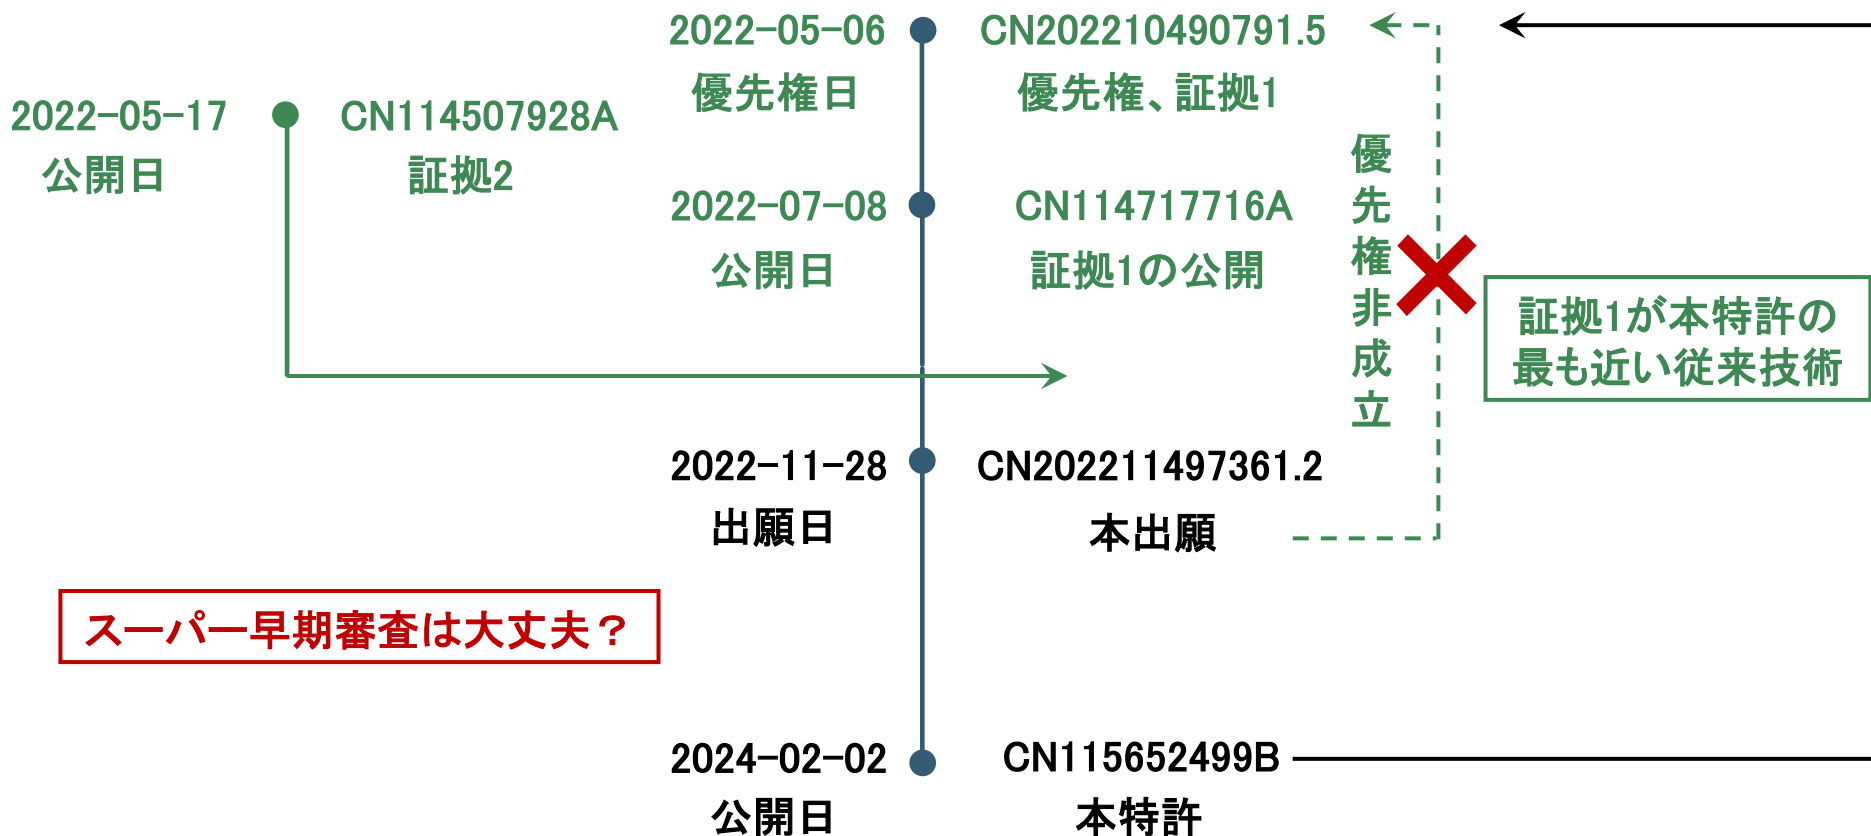 2022-05-06
CN202210490791.5
優先権日
優先権、証拠1
2022-05-17
CN114507928A
公開日
証拠2
2022-07-08
CN114717716A
公開日
証拠1の公開
優先権非成立
証拠1が本特許の
最も近い従来技術
2022-11-28
CN202211497361.2
出願日
本出願
スーパー早期審査は大丈夫？
2024-02-02
CN115652499B
公開日
本特許